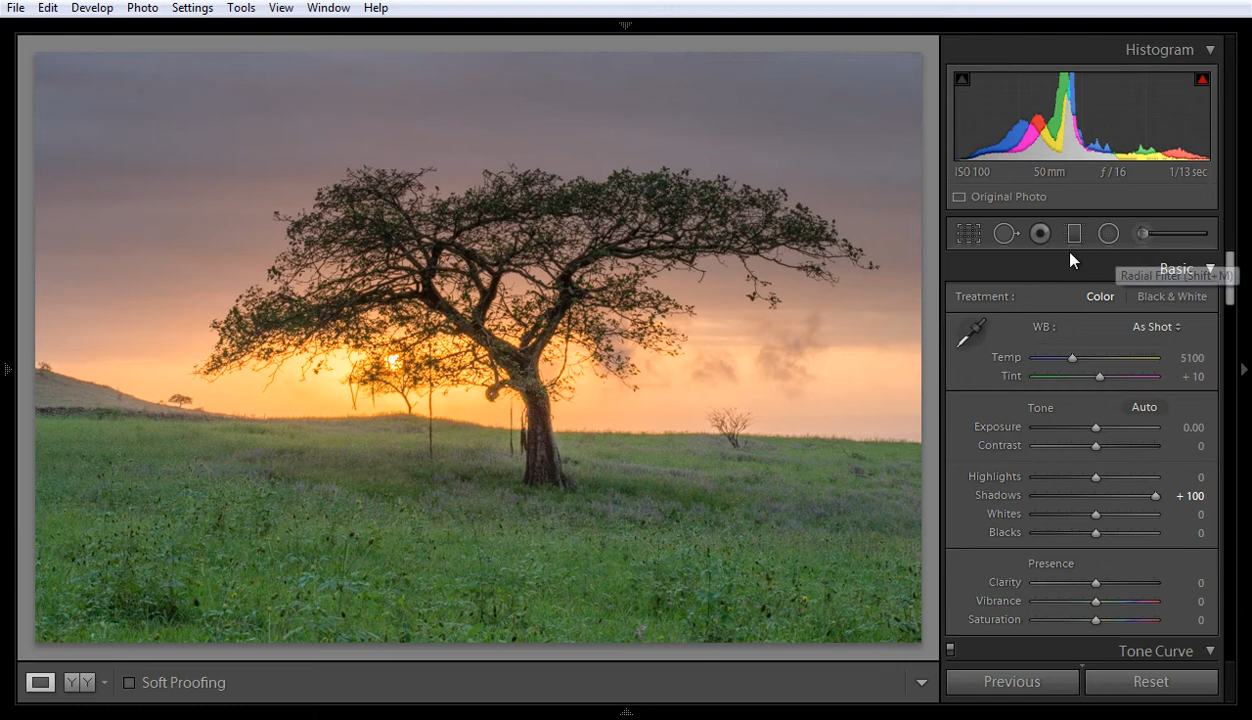 File Edit Develop Photo Settings Tools View Window Help
Histogram
ISO 100 50 mm ƒ / 16 1/13 sec
Original Photo
Basic
Radial Filter (Shift+M)
Treatment : Color Black & White
WB : As Shot
Temp 5100
Tint + 10
Tone Auto
Exposure 0.00
Contrast 0
Highlights 0
Shadows + 100
Whites 0
Blacks 0
Presence
Clarity 0
Vibrance 0
Saturation 0
Tone Curve
YY Soft Proofing
Previous Reset